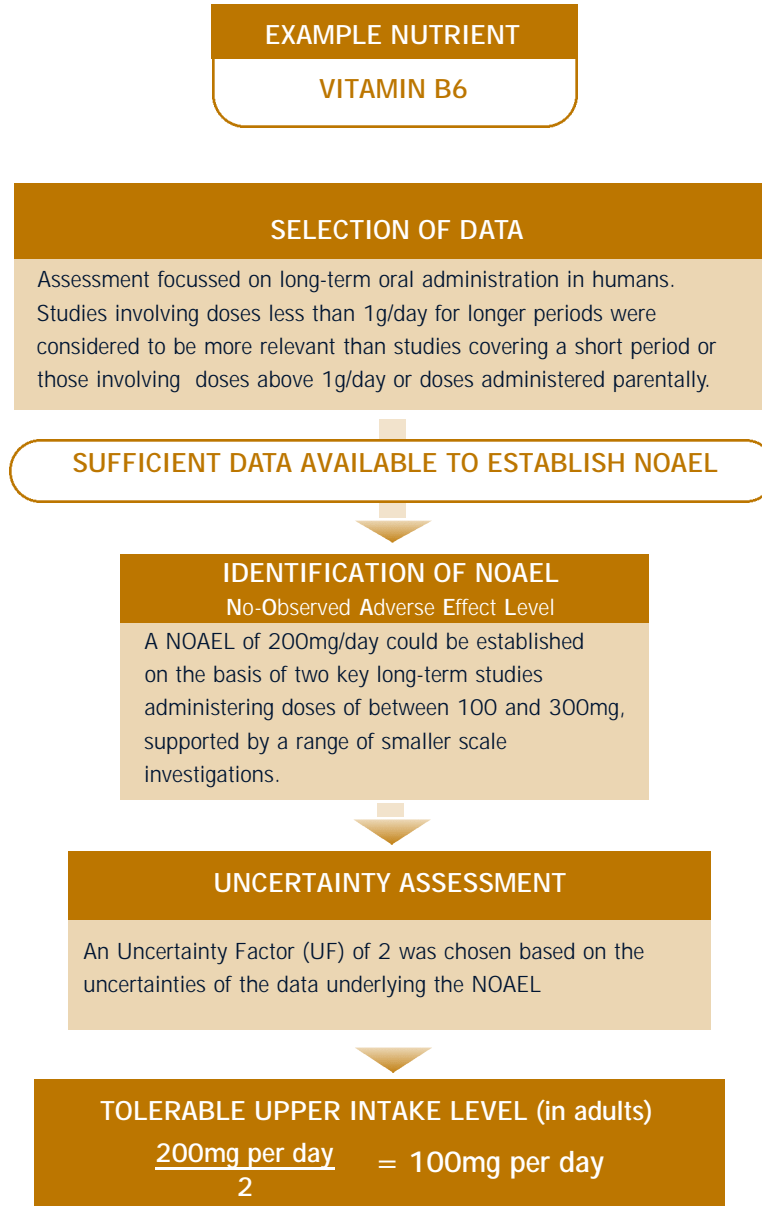 EXAMPLE NUTRIENT
VITAMIN B6
SELECTION OF DATA
Assessment focussed on long-term oral administration in humans.
Studies involving doses less than 1g/day for longer periods were
considered to be more relevant than studies covering a short period or
those involving doses above 1g/day or doses administered parentally.
SUFFICIENT DATA AVAILABLE TO ESTABLISH NOAEL
IDENTIFICATION OF NOAEL
No-Observed Adverse Effect Level
A NOAEL of 200mg/day could be established
on the basis of two key long-term studies
administering doses of between 100 and 300mg,
supported by a range of smaller scale
investigations.
UNCERTAINTY ASSESSMENT
An Uncertainty Factor (UF) of 2 was chosen based on the
uncertainties of the data underlying the NOAEL
TOLERABLE UPPER INTAKE LEVEL (in adults)
200mg per day = 100mg per day
2